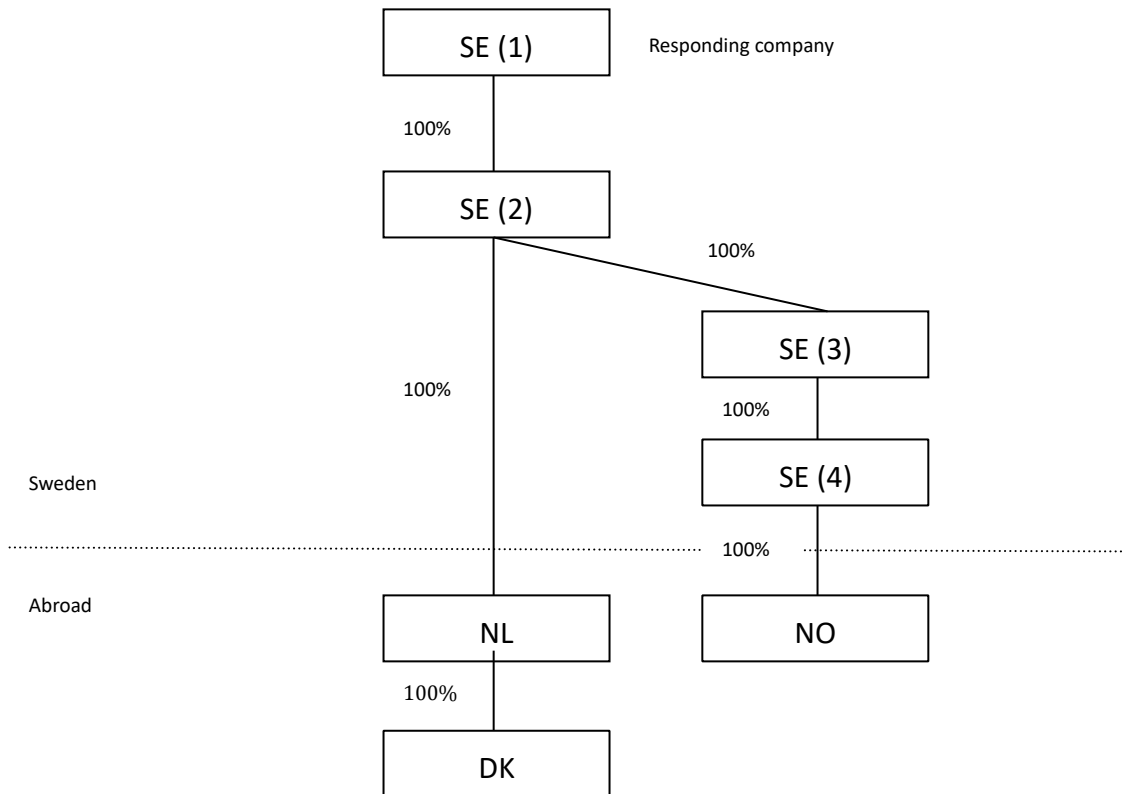 SE (1)
Responding company
100%
SE (2)
100%
SE (3)
100%
100%
SE (4)
Sweden
100%
Abroad
NL
NO
100%
DK